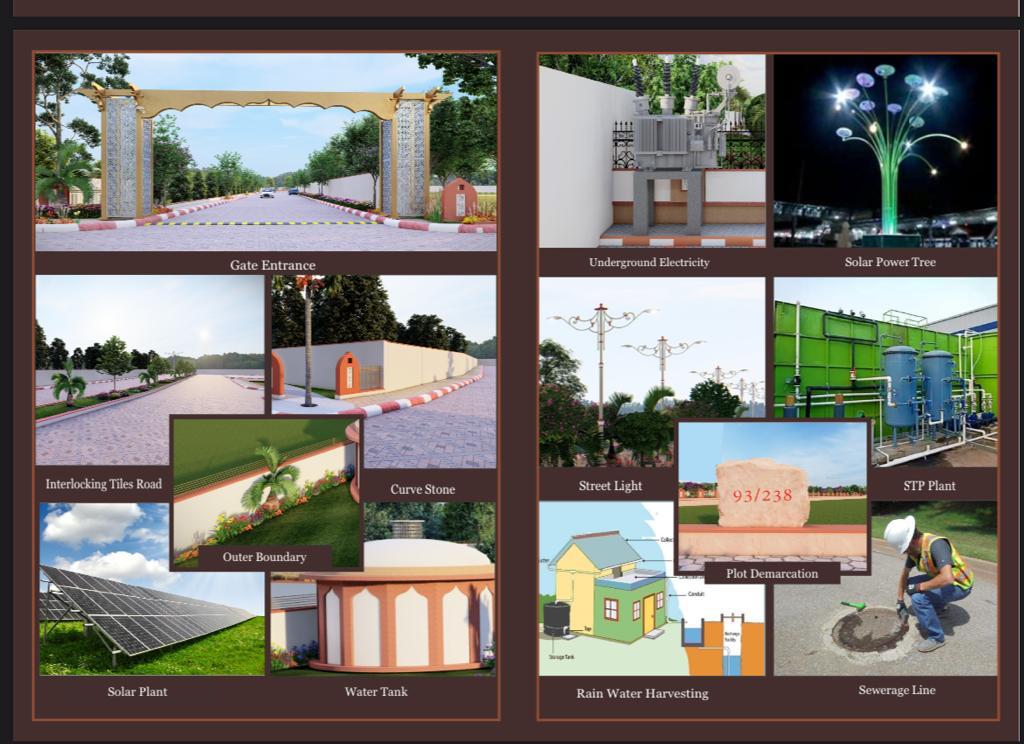 Gate Entrance
Interlocking Tiles Road
Curve Stone
Outer Boundary
Solar Plant
Water Tank
Underground Electricity
Solar Power Tree
Street Light
STP Plant
93/238
Plot Demarcation
Conduit
Tap
Storage Tank
Recharge
facility
Rain Water Harvesting
Sewerage Line